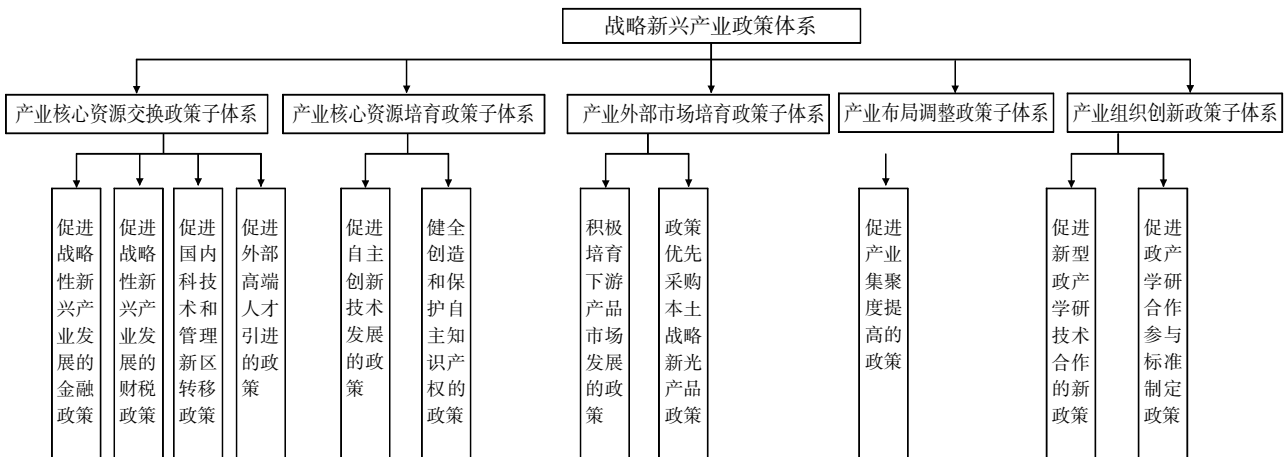 战略新兴产业政策体系
产业核心资源交换政策子体系
产业核心资源培育政策子体系
产业外部市场培育政策子体系
产业布局调整政策子体系
产业组织创新政策子体系
促进
战略
性新
兴产
业发
展的
金融
政策
促进
战略
性新
兴产
业发
展的
财税
政策
促进
国内
科技
术和
管理
新区
转移
政策
促进
外部
高端
人才
引进
的政
策
促进
自主
创新
技术
发展
的政
策
健全
创造
和保
护自
主知
识产
权的
政策
积极
培育
下游
产品
市场
发展
的政
策
政策
优先
采购
本土
战略
新光
产品
政策
促进
产业
集聚
度提
高的
政策
促进
新型
政产
学研
技术
合作
的新
政策
促进
政产
学研
合作
参与
标准
制定
政策